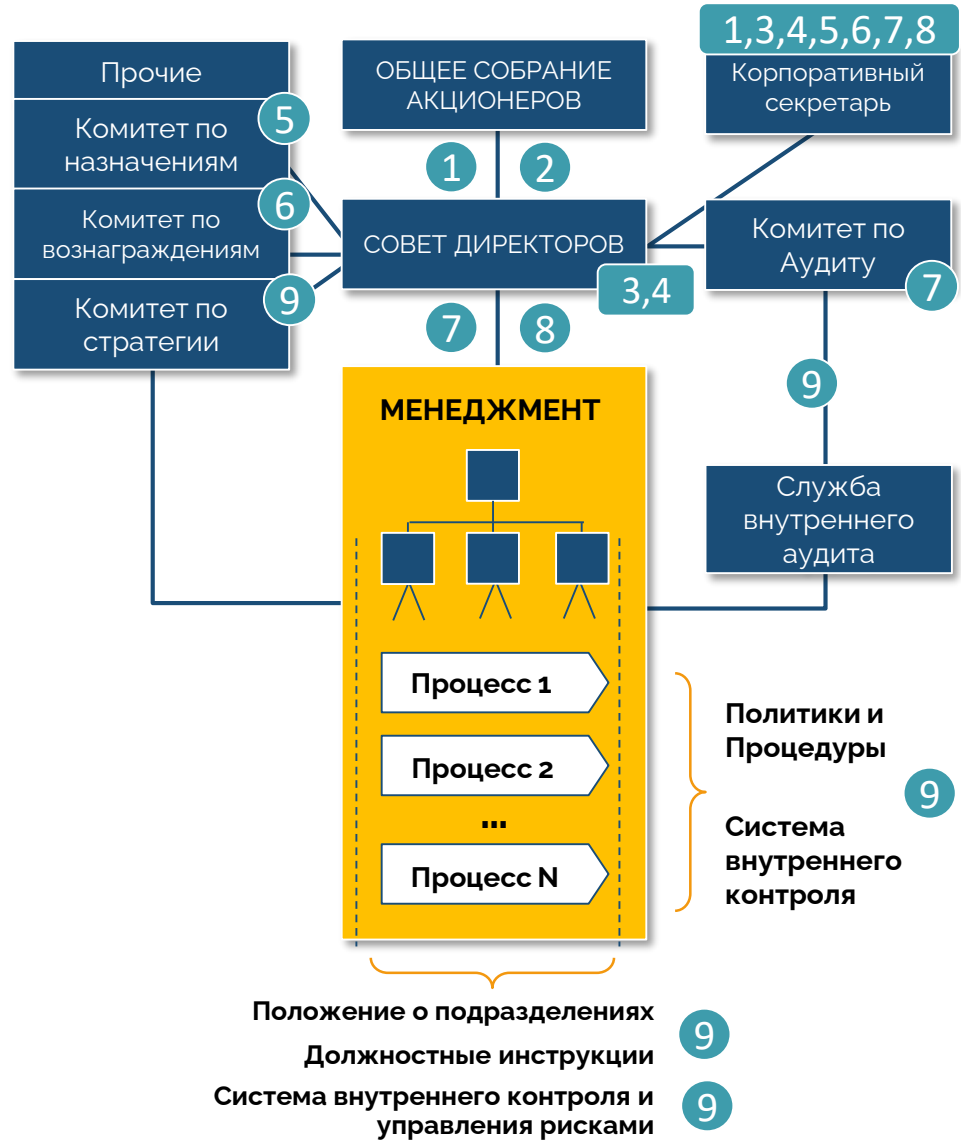 1,3,4,5,6,7,8
Корпоративный
секретарь
ОБЩЕЕ СОБРАНИЕ
АКЦИОНЕРОВ
Прочие
Комитет по
назначениям
5
1
2
Комитет по
вознаграждениям
6
СОВЕТ ДИРЕКТОРОВ
3,4
Комитет по
Аудиту
7
Комитет по
стратегии
9
7
8
9
МЕНЕДЖМЕНТ
Служба
внутреннего
аудита
Процесс 1
Процесс 2
...
Процесс N
Политики и
Процедуры
9
Система
внутреннего
контроля
Положение о подразделениях
Должностные инструкции
9
Система внутреннего контроля и
управления рисками
9